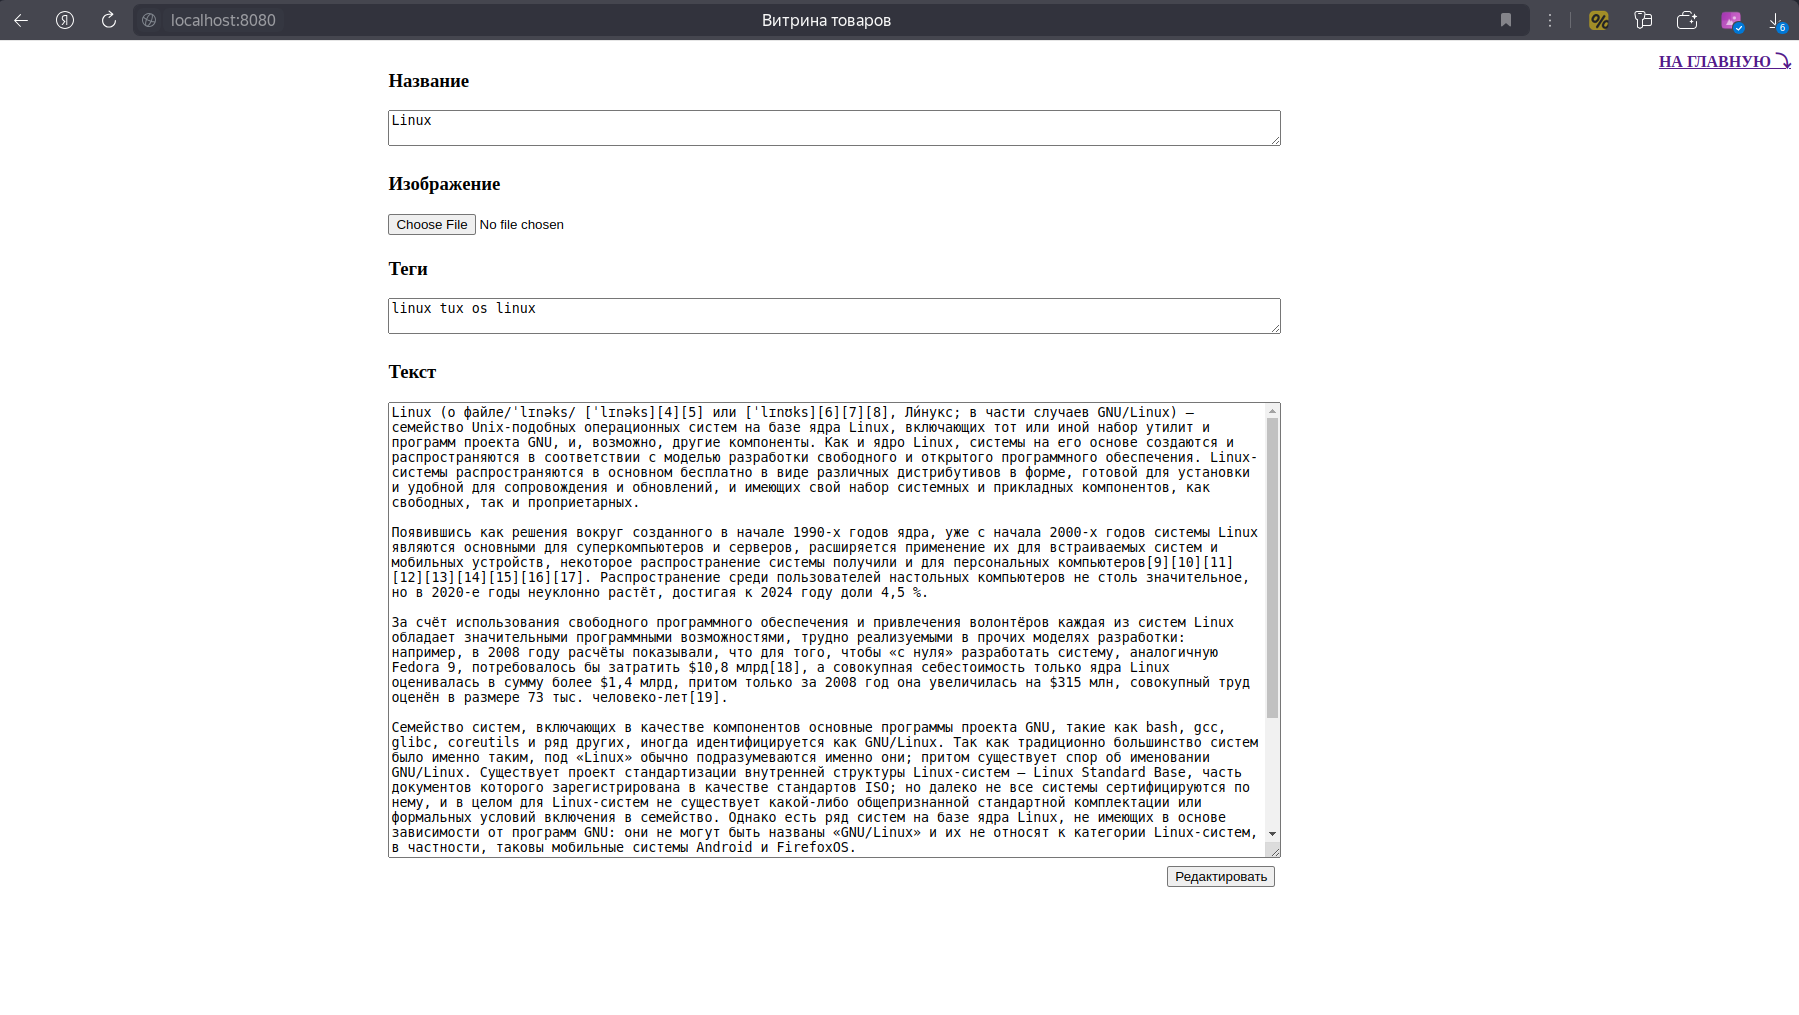 localhost:8080
Витрина товаров
6
НА ГЛАВНУЮ
Название
Linux
Изображение
Choose File No file chosen
Теги
linux tux os linux
Текст
Linux (о файле/ˈlɪnəks/ [ˈlɪnəks][4][5] или [ˈlɪnʊks][6][7][8], Ли́нукс; в части случаев GNU/Linux) —
семейство Unix-подобных операционных систем на базе ядра Linux, включающих тот или иной набор утилит и
программ проекта GNU, и, возможно, другие компоненты. Как и ядро Linux, системы на его основе создаются и
распространяются в соответствии с моделью разработки свободного и открытого программного обеспечения. Linux-
системы распространяются в основном бесплатно в виде различных дистрибутивов в форме, готовой для установки
и удобной для сопровождения и обновлений, и имеющих свой набор системных и прикладных компонентов, как
свободных, так и проприетарных.
Появившись как решения вокруг созданного в начале 1990-х годов ядра, уже с начала 2000-х годов системы Linux
являются основными для суперкомпьютеров и серверов, расширяется применение их для встраиваемых систем и
мобильных устройств, некоторое распространение системы получили и для персональных компьютеров[9][10][11]
[12][13][14][15][16][17]. Распространение среди пользователей настольных компьютеров не столь значительное,
но в 2020-е годы неуклонно растёт, достигая к 2024 году доли 4,5 %.
За счёт использования свободного программного обеспечения и привлечения волонтёров каждая из систем Linux
обладает значительными программными возможностями, трудно реализуемыми в прочих моделях разработки:
например, в 2008 году расчёты показывали, что для того, чтобы «с нуля» разработать систему, аналогичную
Fedora 9, потребовалось бы затратить $10,8 млрд[18], а совокупная себестоимость только ядра Linux
оценивалась в сумму более $1,4 млрд, притом только за 2008 год она увеличилась на $315 млн, совокупный труд
оценён в размере 73 тыс. человеко-лет[19].
Семейство систем, включающих в качестве компонентов основные программы проекта GNU, такие как bash, gcc,
glibc, coreutils и ряд других, иногда идентифицируется как GNU/Linux. Так как традиционно большинство систем
было именно таким, под «Linux» обычно подразумеваются именно они; притом существует спор об именовании
GNU/Linux. Существует проект стандартизации внутренней структуры Linux-систем — Linux Standard Base, часть
документов которого зарегистрирована в качестве стандартов ISO; но далеко не все системы сертифицируются по
нему, и в целом для Linux-систем не существует какой-либо общепризнанной стандартной комплектации или
формальных условий включения в семейство. Однако есть ряд систем на базе ядра Linux, не имеющих в основе
зависимости от программ GNU: они не могут быть названы «GNU/Linux» и их не относят к категории Linux-систем,
в частности, таковы мобильные системы Android и FirefoxOS.
Редактировать